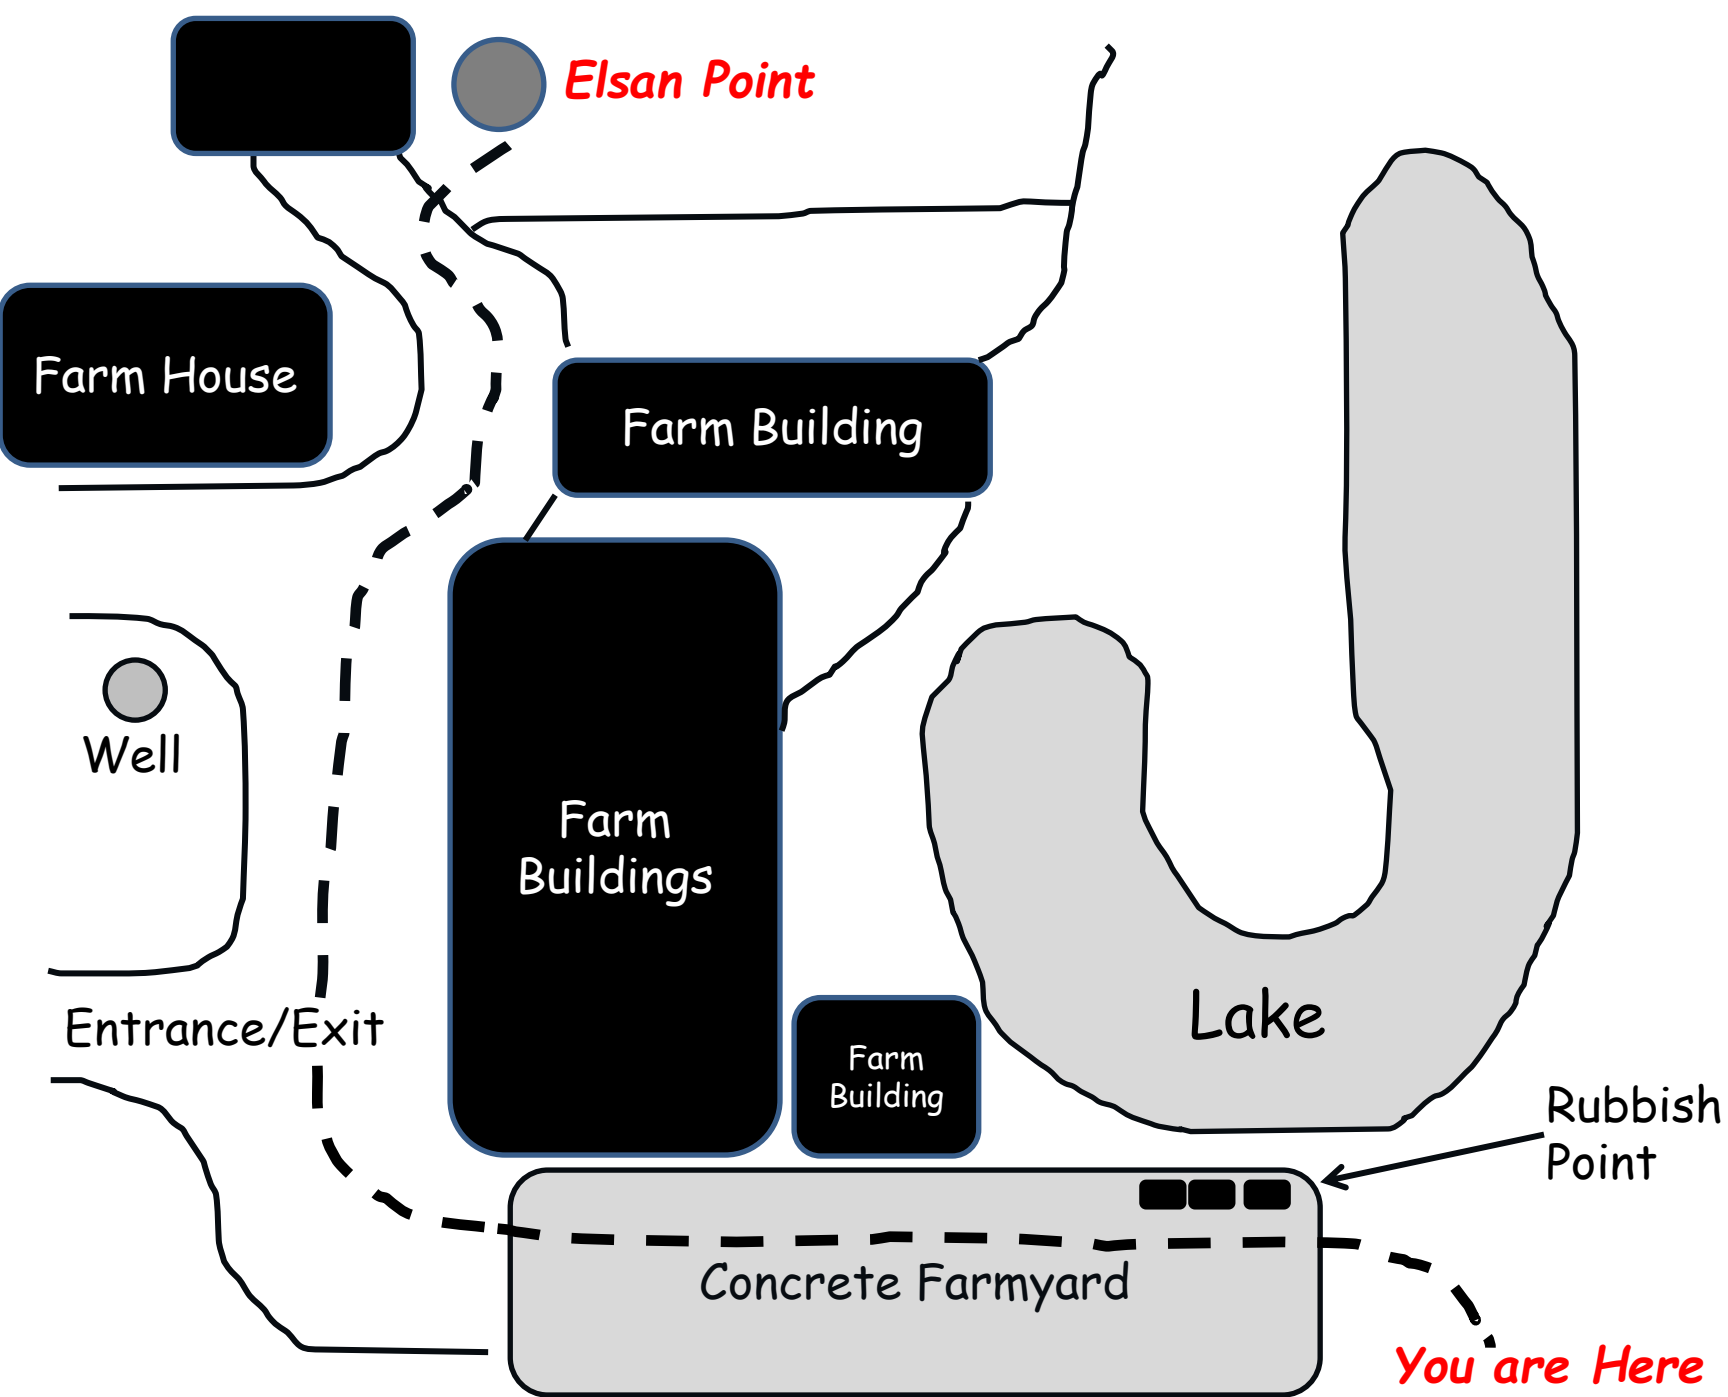 Elsan Point
Farm House
Farm Building
Well
Farm
Buildings
Entrance/Exit
Lake
Farm
Building
Rubbish
Point
Concrete Farmyard
You are Here